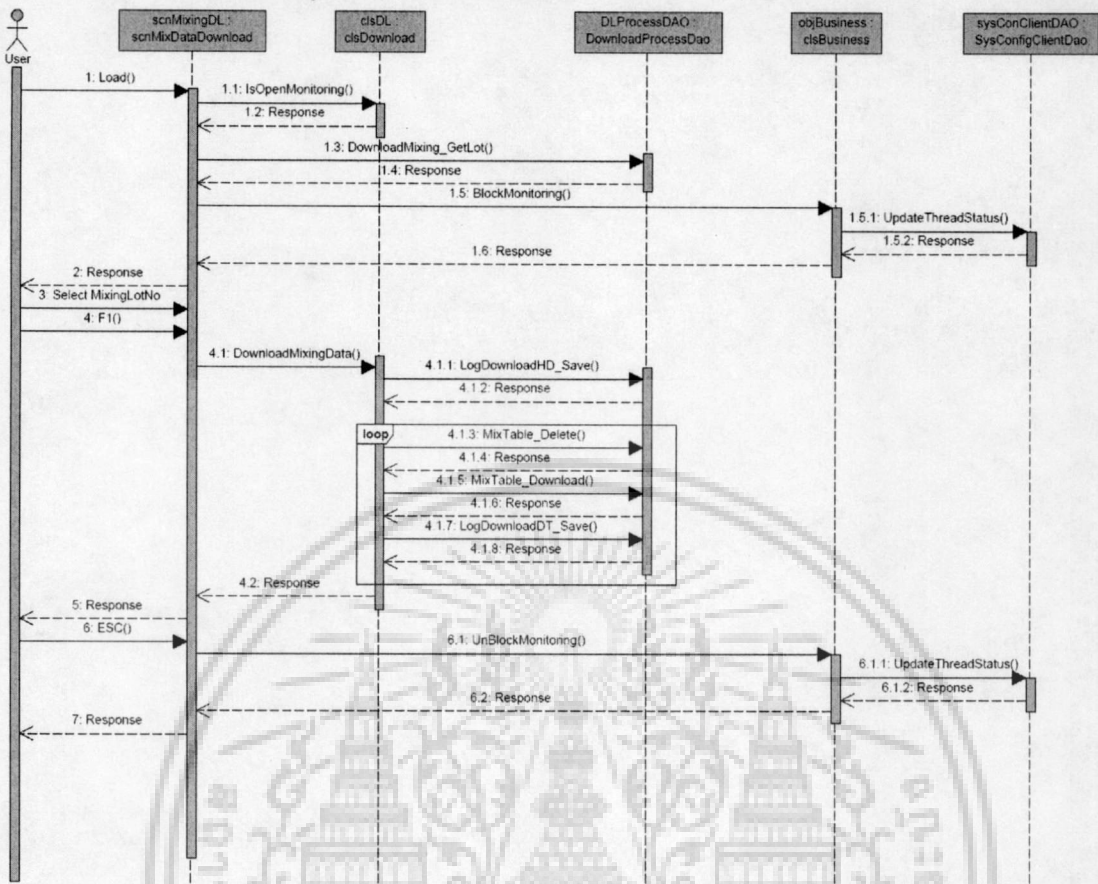 scnMixingDL :
scnMixDataDownload
clsDL :
clsDownload
DLProcessDAO :
DownloadProcessDao
objBusiness :
clsBusiness
sysConClientDAO :
SysConfigClientDao
User
1: Load()
1.1: IsOpenMonitoring()
1.2: Response
1.3: DownloadMixing_GetLot()
1.4: Response
1.5: BlockMonitoring()
1.5.1: UpdateThreadStatus()
1.5.2: Response
1.6: Response
2: Response
3 Select MixingLotNo
4: F1()
4.1: DownloadMixingData()
4.1.1: LogDownloadHD_Save()
4.1.2: Response
loop
4.1.3: MixTable_Delete()
4.1.4: Response
4.1.5: MixTable_Download()
4.1.6: Response
4.1.7: LogDownloadDT_Save()
4.1.8: Response
4.2: Response
5: Response
6: ESC()
6.1: UnBlockMonitoring()
6.1.1: UpdateThreadStatus()
6.1.2: Response
6.2: Response
7: Response